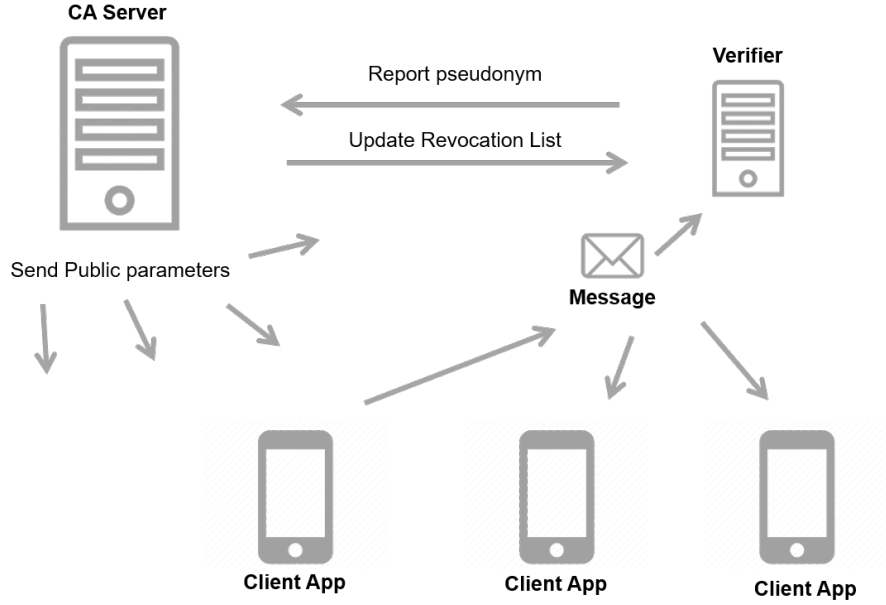 CA Server
Verifier
Report pseudonym
Update Revocation List
Send Public parameters
Message
Client App
Client App
Client App